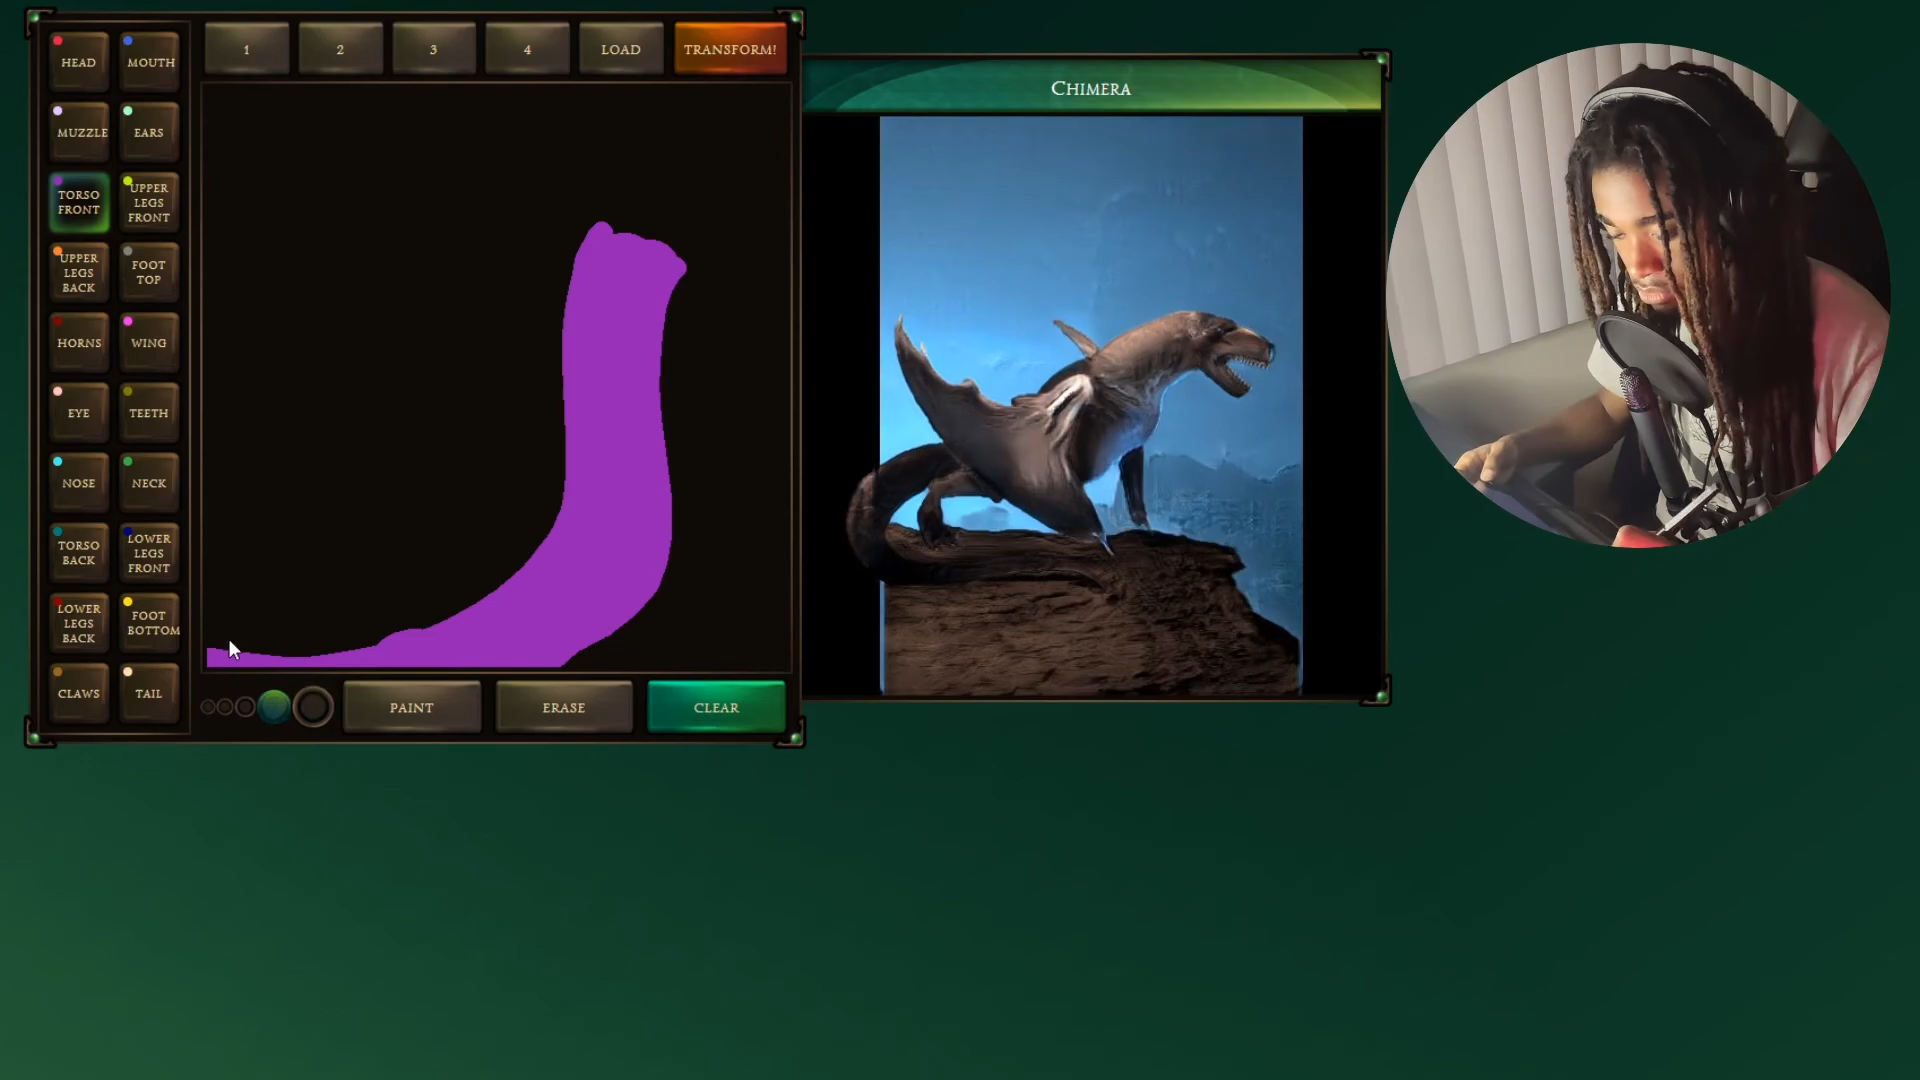 1
2
3
4
LOAD
TRANSFORM!
HEAD
MOUTH
MUZZLE
EARS
TORSO
FRONT
UPPER
LEGS
FRONT
UPPER
LEGS
BACK
FOOT
TOP
HORNS
WING
EYE
TEETH
NOSE
NECK
TORSO
BACK
LOWER
LEGS
FRONT
LOWER
LEGS
BACK
FOOT
BOTTOM
CLAWS
TAIL
PAINT
ERASE
CLEAR
CHIMERA